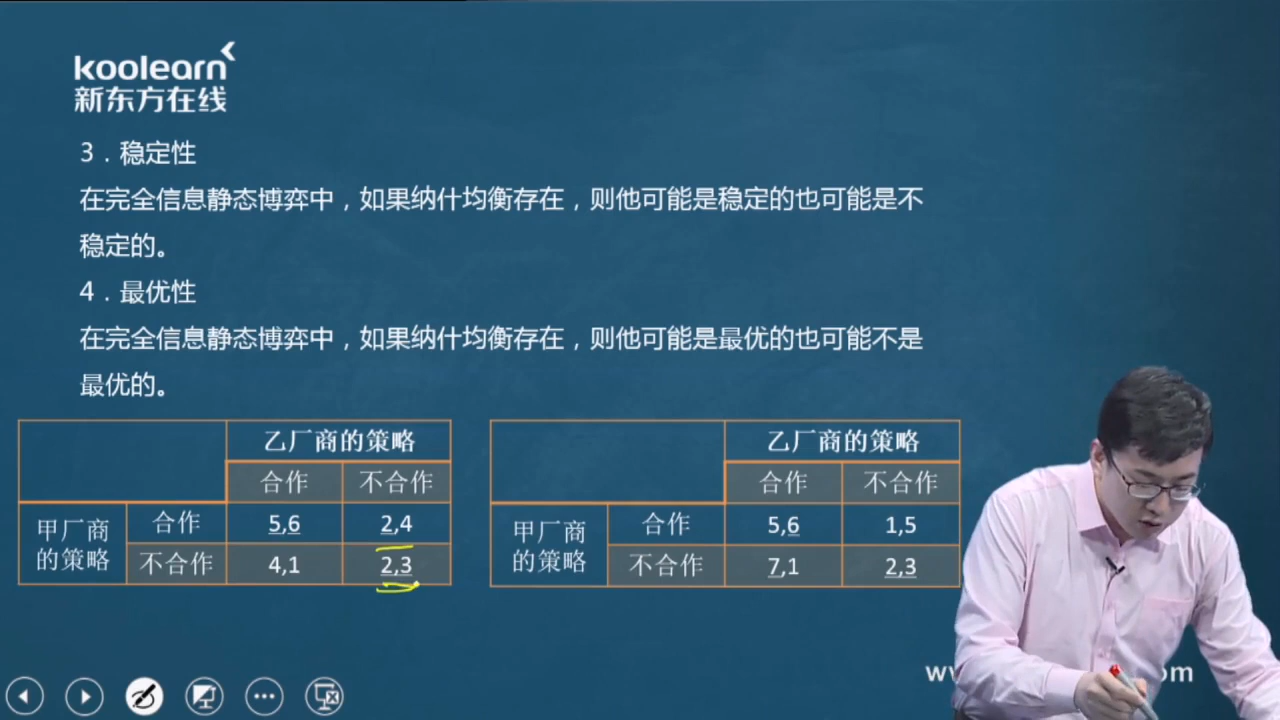 koolearn
新东方在线
3．稳定性
在完全信息静态博弈中，如果纳什均衡存在，则他可能是稳定的也可能是不
稳定的。
4．最优性
在完全信息静态博弈中，如果纳什均衡存在，则他可能是最优的也可能不是
最优的。
乙厂商的策略
合作 不合作
甲厂商
的策略
合作 5,6 2,4
不合作 4,1 2,3
乙厂商的策略
合作 不合作
甲厂商
的策略
合作 5,6 1,5
不合作 7,1 2,3